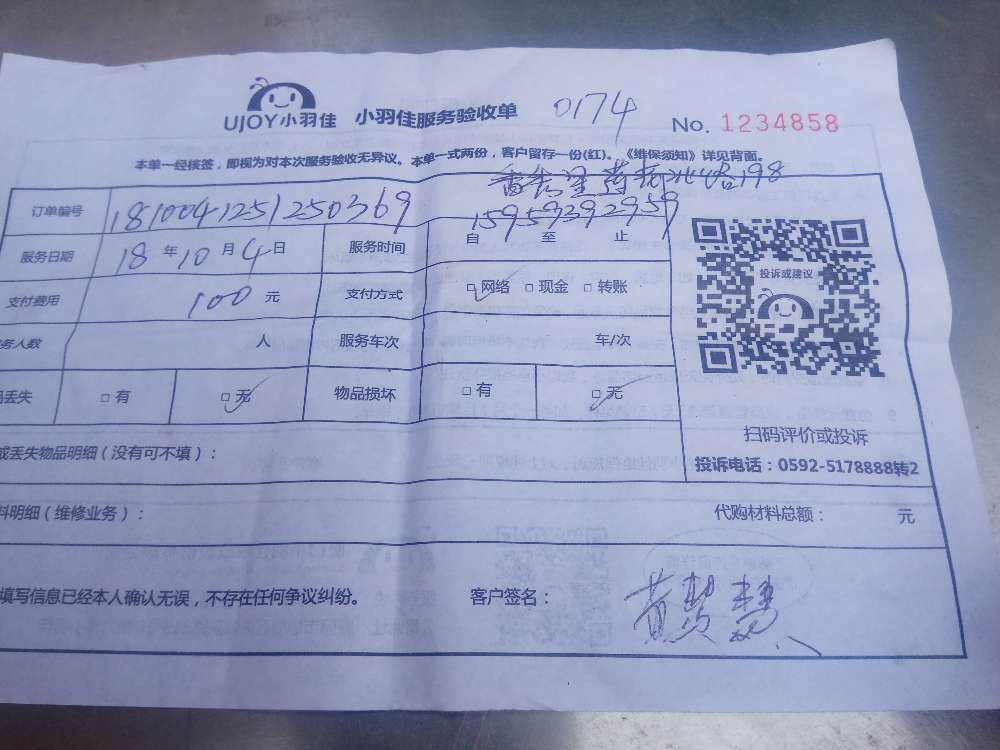 UJOY小羽佳 小羽佳服务验收单 0174
No. 1234858
本单一经核签，即视为对本次服务验收无异议。本单一式两份，客户留存一份(红)。《维保须知》详见背面。
198
订单编号 1810041251250369 15959392959
服务日期 18 年 10 月 4 日 服务时间 自 至 止
支付费用 100 元 支付方式 □ 网络 □ 现金 □ 转账
务人数 人 服务车次 车/次
丢失 □ 有 □ 无 物品损坏 □ 有 □ 无
投诉或建议
扫码评价或投诉
投诉电话：0592-5178888转2
或丢失物品明细（没有可不填）：
料明细（维修业务）： 代购材料总额： 元
填写信息已经本人确认无误，不存在任何争议纠纷。 客户签名： 黄慧慧